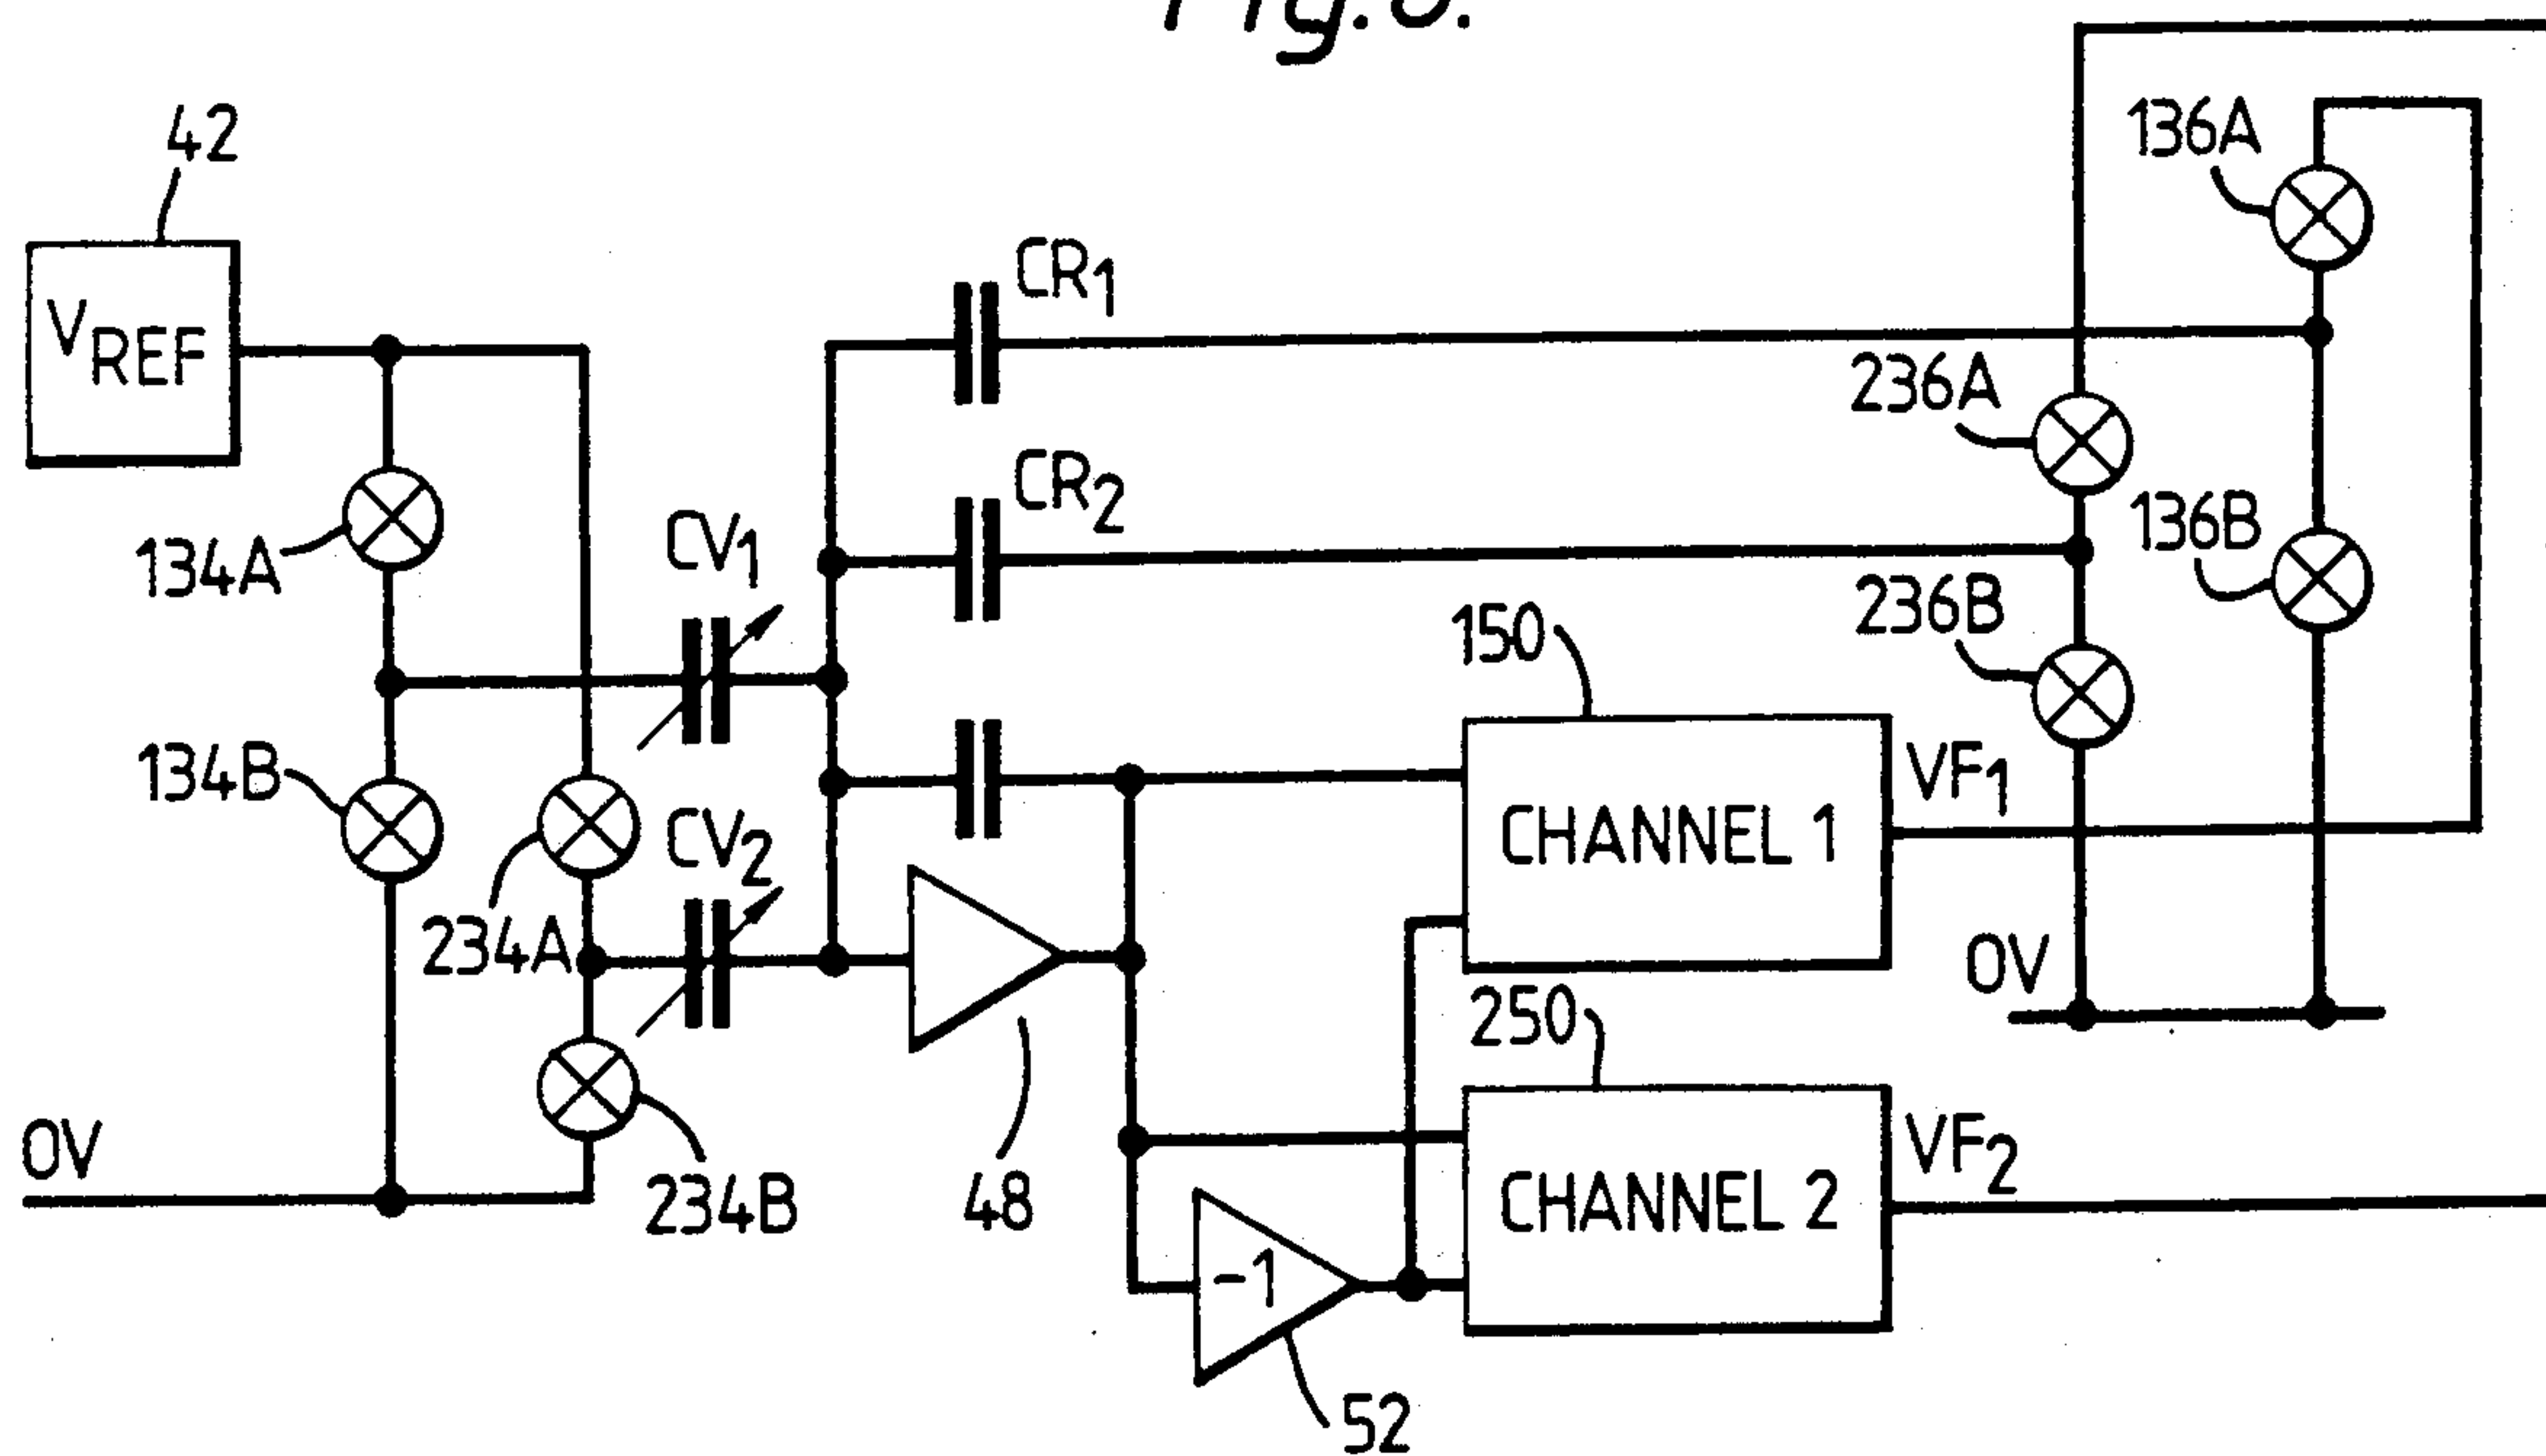 42
136A
V REF
CR1
134A
CV1
CR2
236A
136B
236B
150
134B
CV2
VF1
CHANNEL 1
234A
0V
250
0V
234B
48
CHANNEL 2
VF2
-1
52